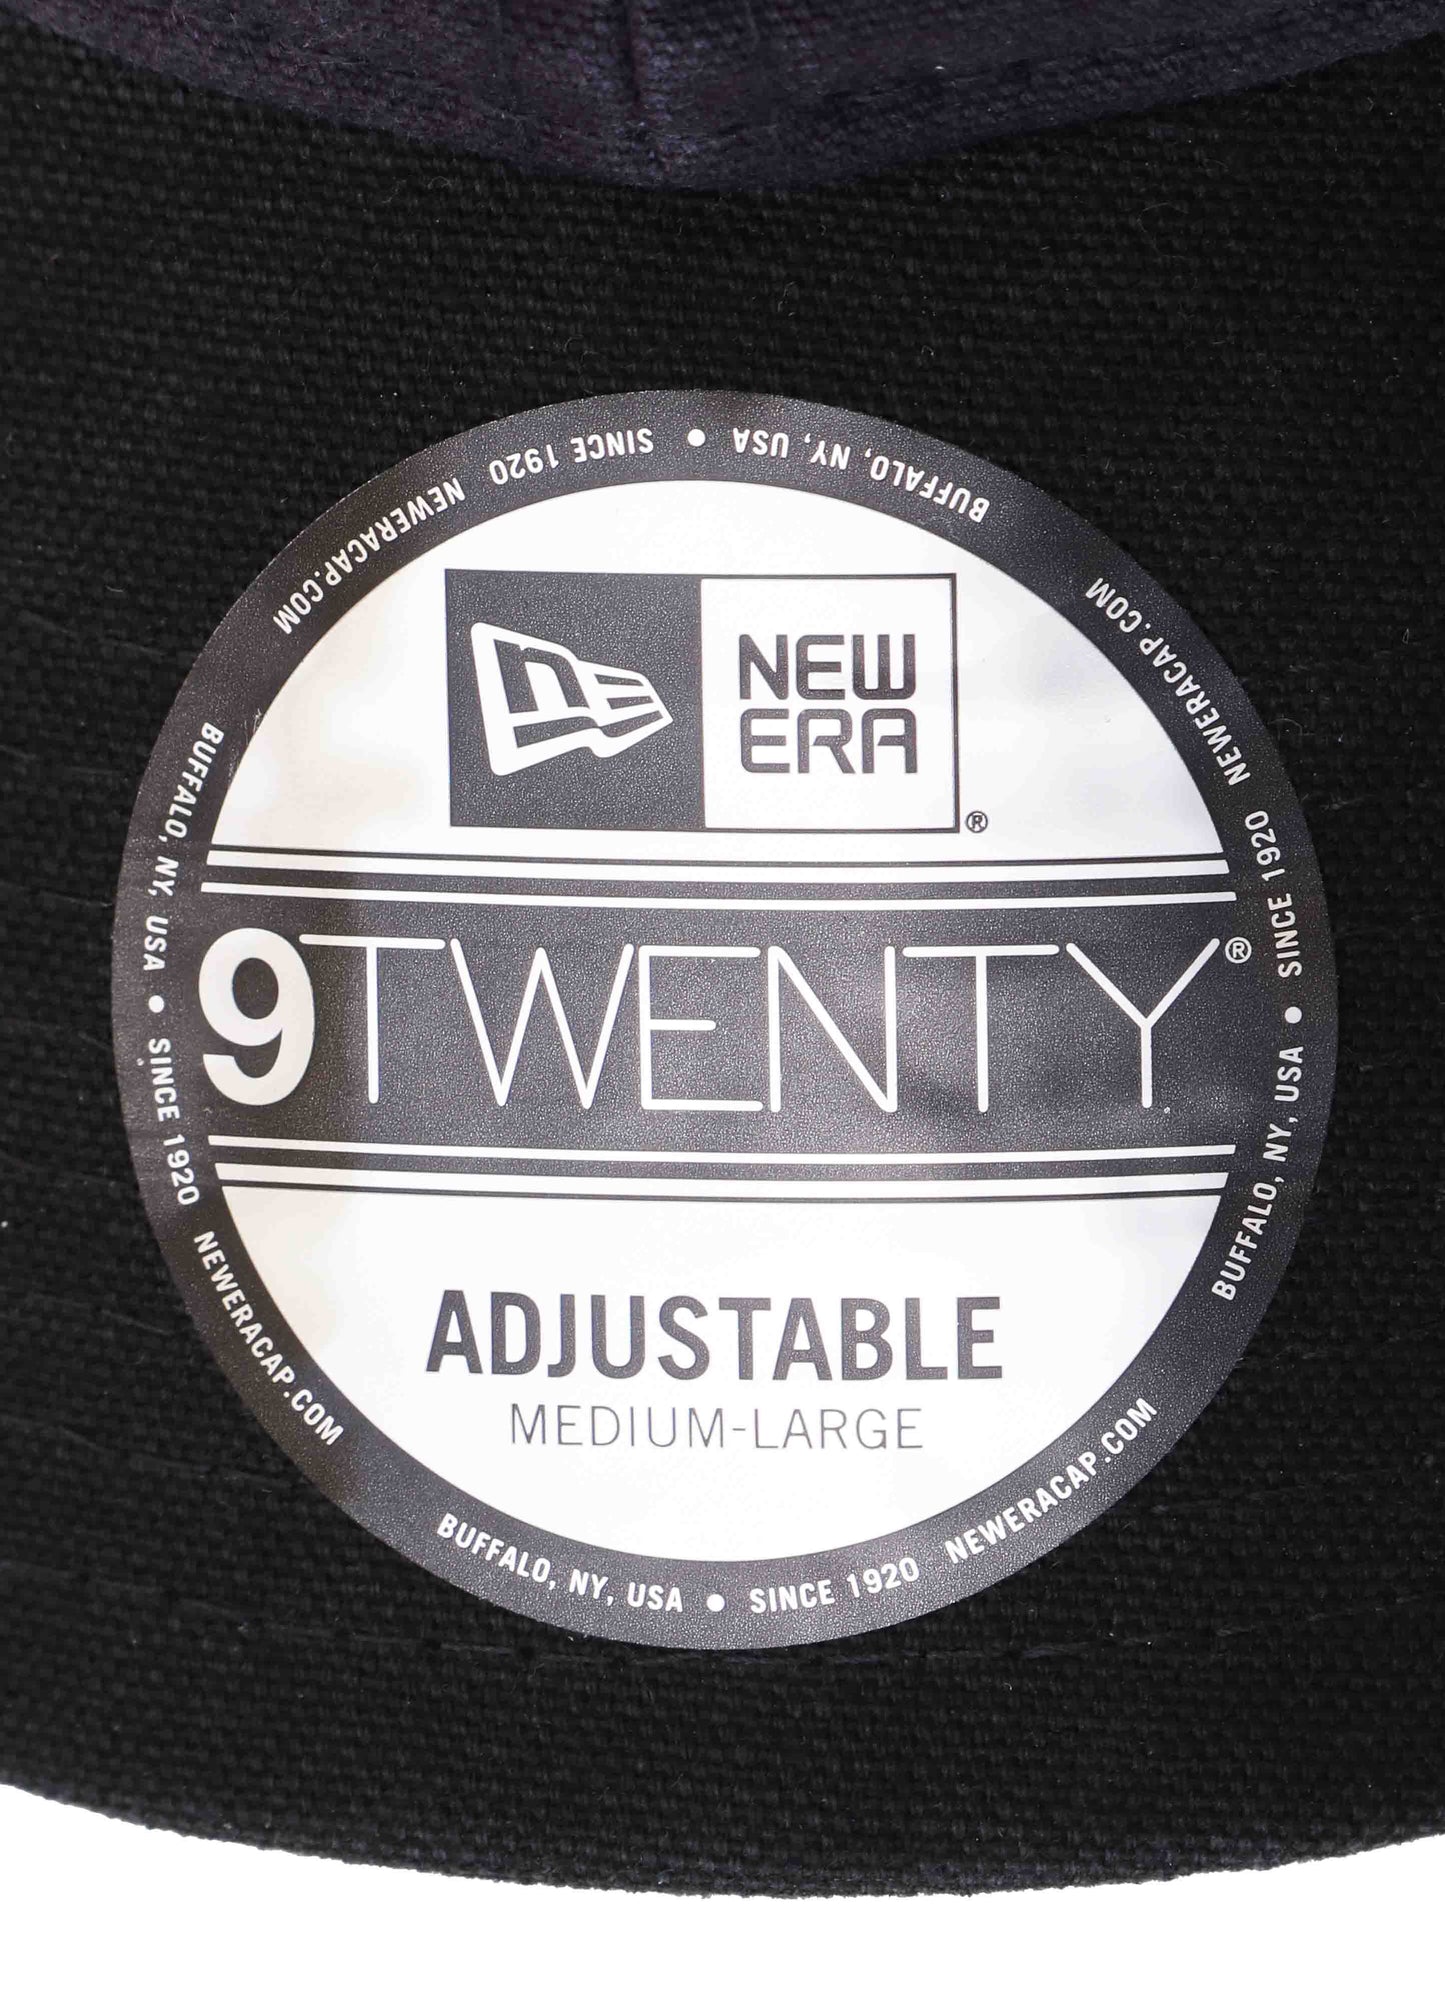 NEW
ERA®
9TWENTY®
ADJUSTABLE
MEDIUM-LARGE
BUFFALO, NY, USA • SINCE 1920 NEWERACAP.COM
BUFFALO, NY, USA • SINCE 1920 NEWERACAP.COM
BUFFALO, NY, USA • SINCE 1920 NEWERACAP.COM
BUFFALO, NY, USA • SINCE 1920 NEWERACAP.COM